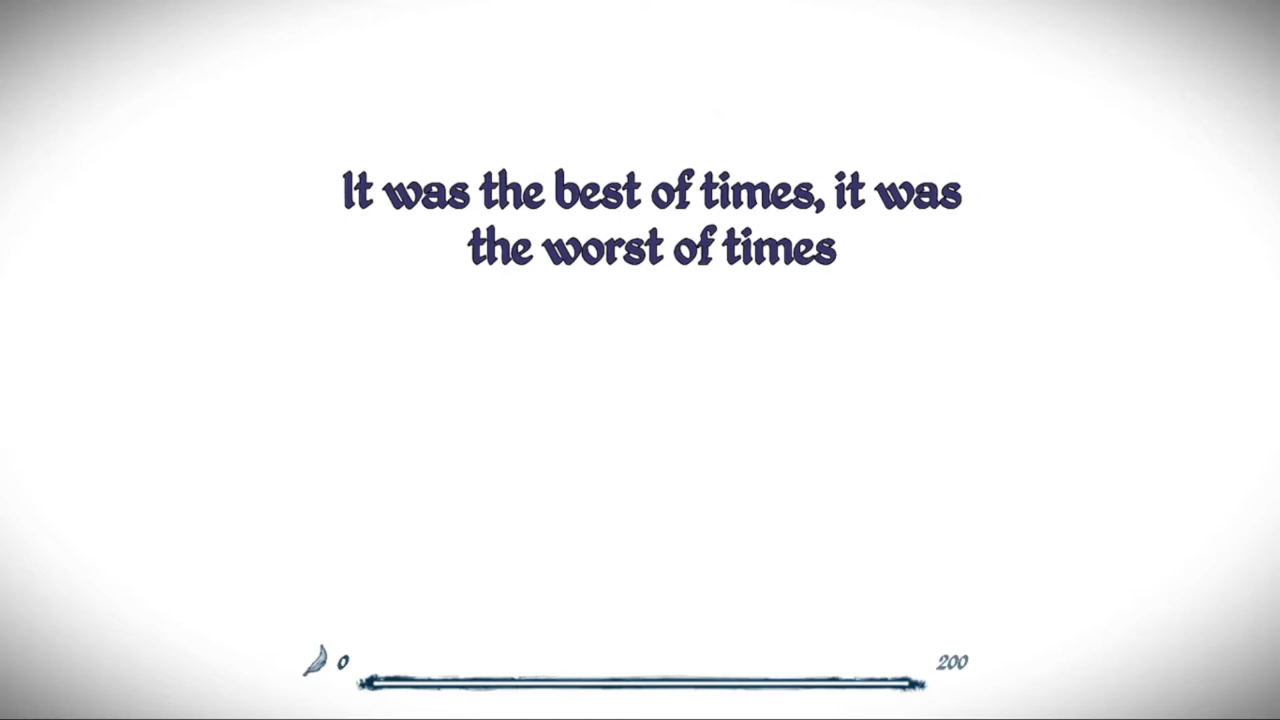 It was the best of times, it was
the worst of times
0
200